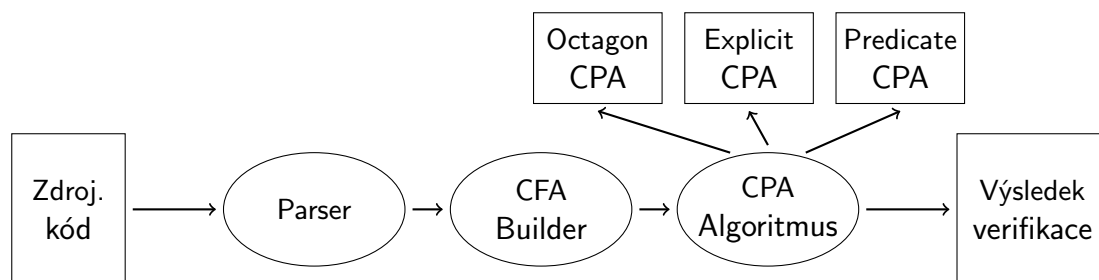 Octagon
CPA
Explicit
CPA
Predicate
CPA
Zdroj.
kód
Parser
CFA
Builder
CPA
Algoritmus
Výsledek
verifikace